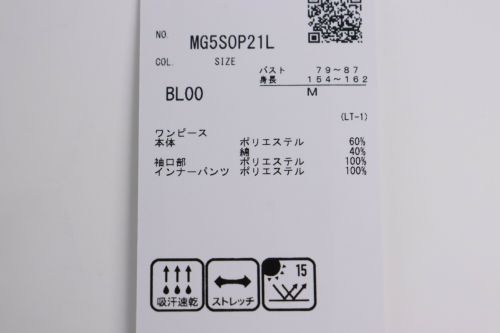 NO. MG5SOP21L
COL. SIZE
バスト 79～87
身長 154～162
BL00 M
(LT-1)
ワンピース
本体 ポリエステル 60%
綿 40%
袖口部 ポリエステル 100%
インナーパンツ ポリエステル 100%
15
吸汗速乾 ストレッチ